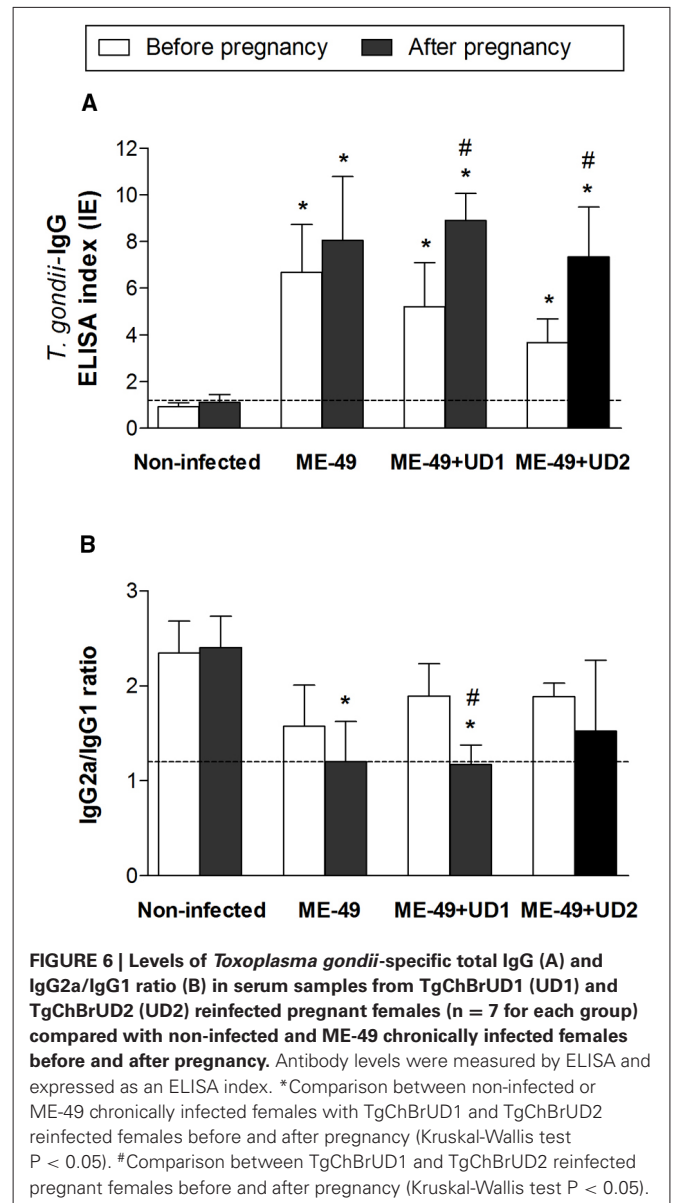 Before pregnancy After pregnancy
A
T. gondii-IgG
ELISA index (IE)
12
10
8
6
4
2
0
* * * # * * # *
Non-infected ME-49 ME-49+UD1 ME-49+UD2
B
IgG2a/IgG1 ratio
3
2
1
0
* # *
Non-infected ME-49 ME-49+UD1 ME-49+UD2
FIGURE 6 | Levels of Toxoplasma gondii-specific total IgG (A) and
IgG2a/IgG1 ratio (B) in serum samples from TgChBrUD1 (UD1) and
TgChBrUD2 (UD2) reinfected pregnant females (n = 7 for each group)
compared with non-infected and ME-49 chronically infected females
before and after pregnancy. Antibody levels were measured by ELISA and
expressed as an ELISA index. *Comparison between non-infected or
ME-49 chronically infected females with TgChBrUD1 and TgChBrUD2
reinfected females before and after pregnancy (Kruskal-Wallis test
P < 0.05). #Comparison between TgChBrUD1 and TgChBrUD2 reinfected
pregnant females before and after pregnancy (Kruskal-Wallis test P < 0.05).